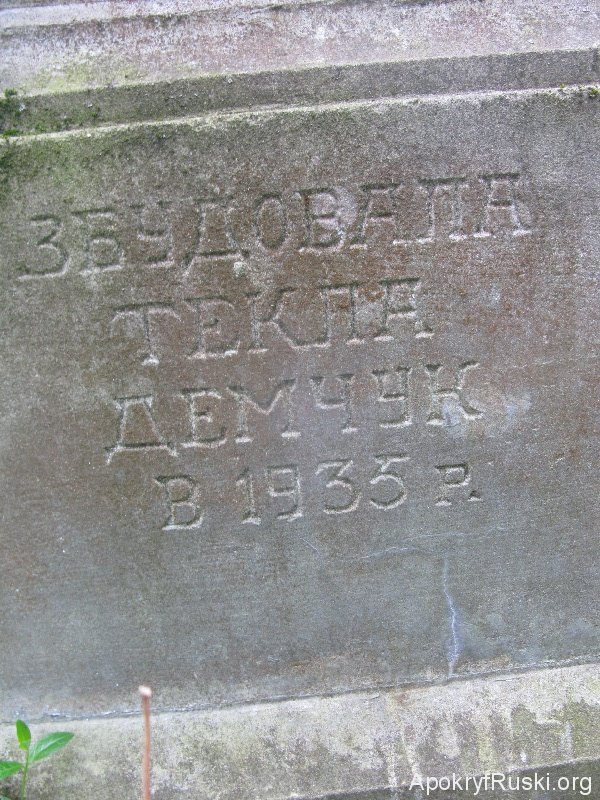 ЗБУДОВАЛА
ТЕКЛА
ДЕМЧУК
В 1935 Р.
ApokryfRuski.org